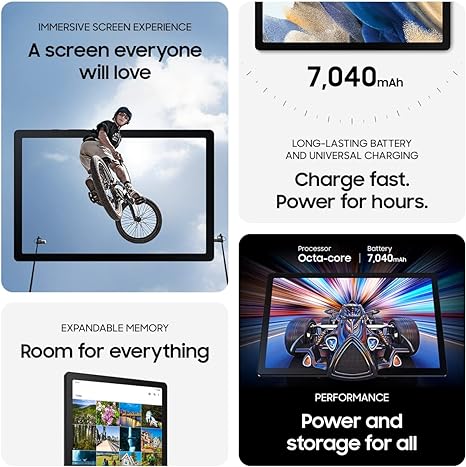 IMMERSIVE SCREEN EXPERIENCE
A screen everyone
will love
7,040mAh
LONG-LASTING BATTERY
AND UNIVERSAL CHARGING
Charge fast.
Power for hours.
EXPANDABLE MEMORY
Room for everything
Processor
Octa-core
Battery
7,040mAh
PERFORMANCE
Power and
storage for all